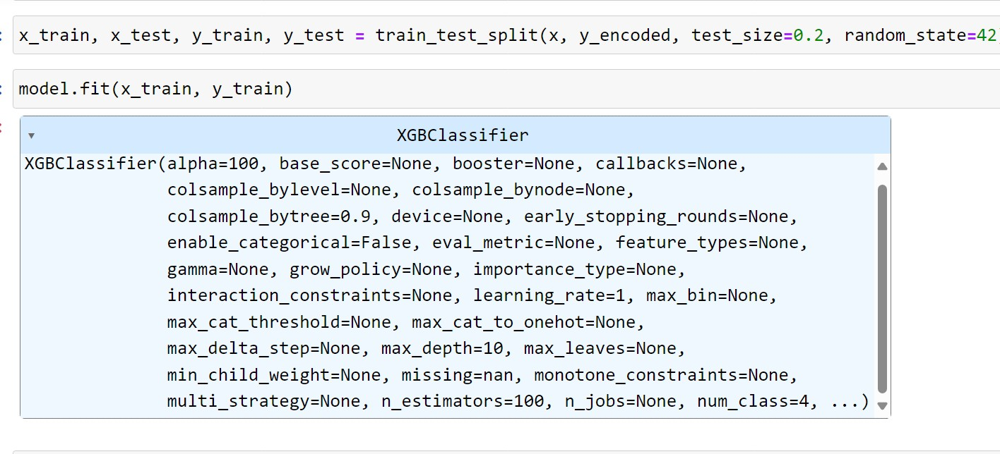 x_train, x_test, y_train, y_test = train_test_split(x, y_encoded, test_size=0.2, random_state=42)
model.fit(x_train, y_train)
XGBClassifier
XGBClassifier(alpha=100, base_score=None, booster=None, callbacks=None,
colsample_bylevel=None, colsample_bynode=None,
colsample_bytree=0.9, device=None, early_stopping_rounds=None,
enable_categorical=False, eval_metric=None, feature_types=None,
gamma=None, grow_policy=None, importance_type=None,
interaction_constraints=None, learning_rate=1, max_bin=None,
max_cat_threshold=None, max_cat_to_onehot=None,
max_delta_step=None, max_depth=10, max_leaves=None,
min_child_weight=None, missing=nan, monotone_constraints=None,
multi_strategy=None, n_estimators=100, n_jobs=None, num_class=4, ...)